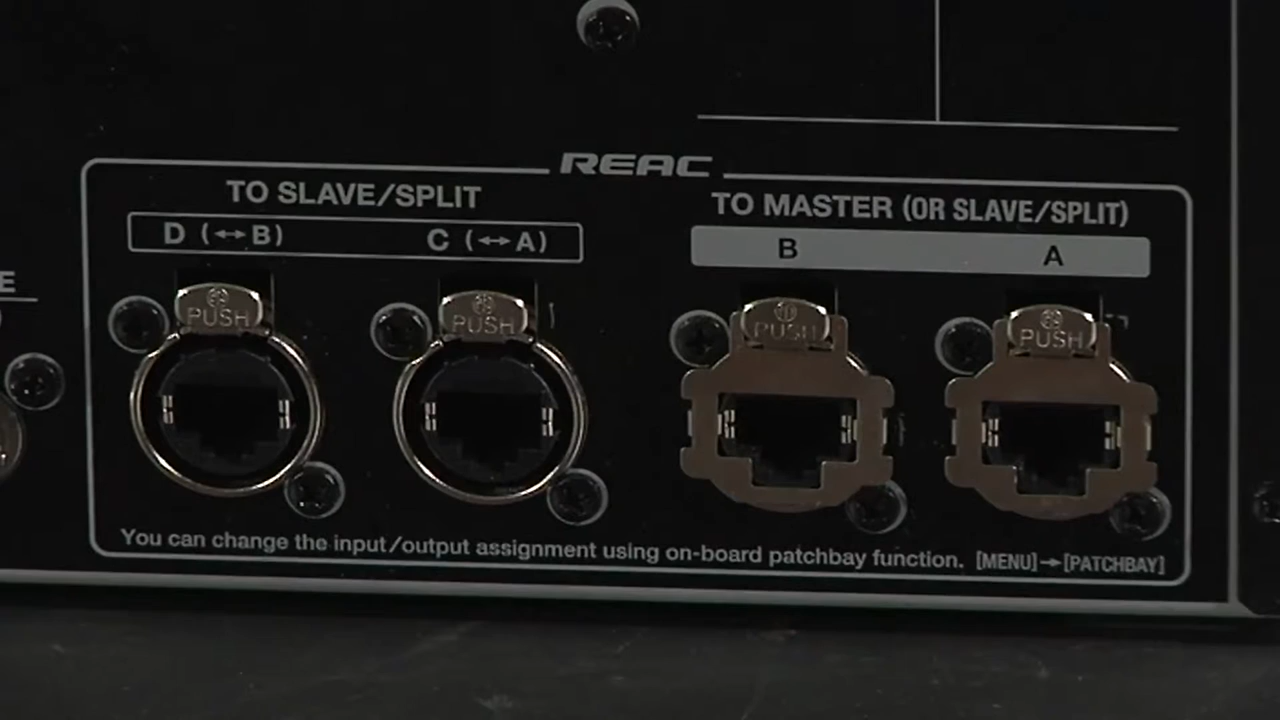 REAC
TO SLAVE/SPLIT
TO MASTER (OR SLAVE/SPLIT)
D (↔B)
C (↔A)
B
A
E
PUSH
PUSH
PUSH
PUSH
You can change the input/output assignment using on-board patchbay function. [MENU]→[PATCHBAY]